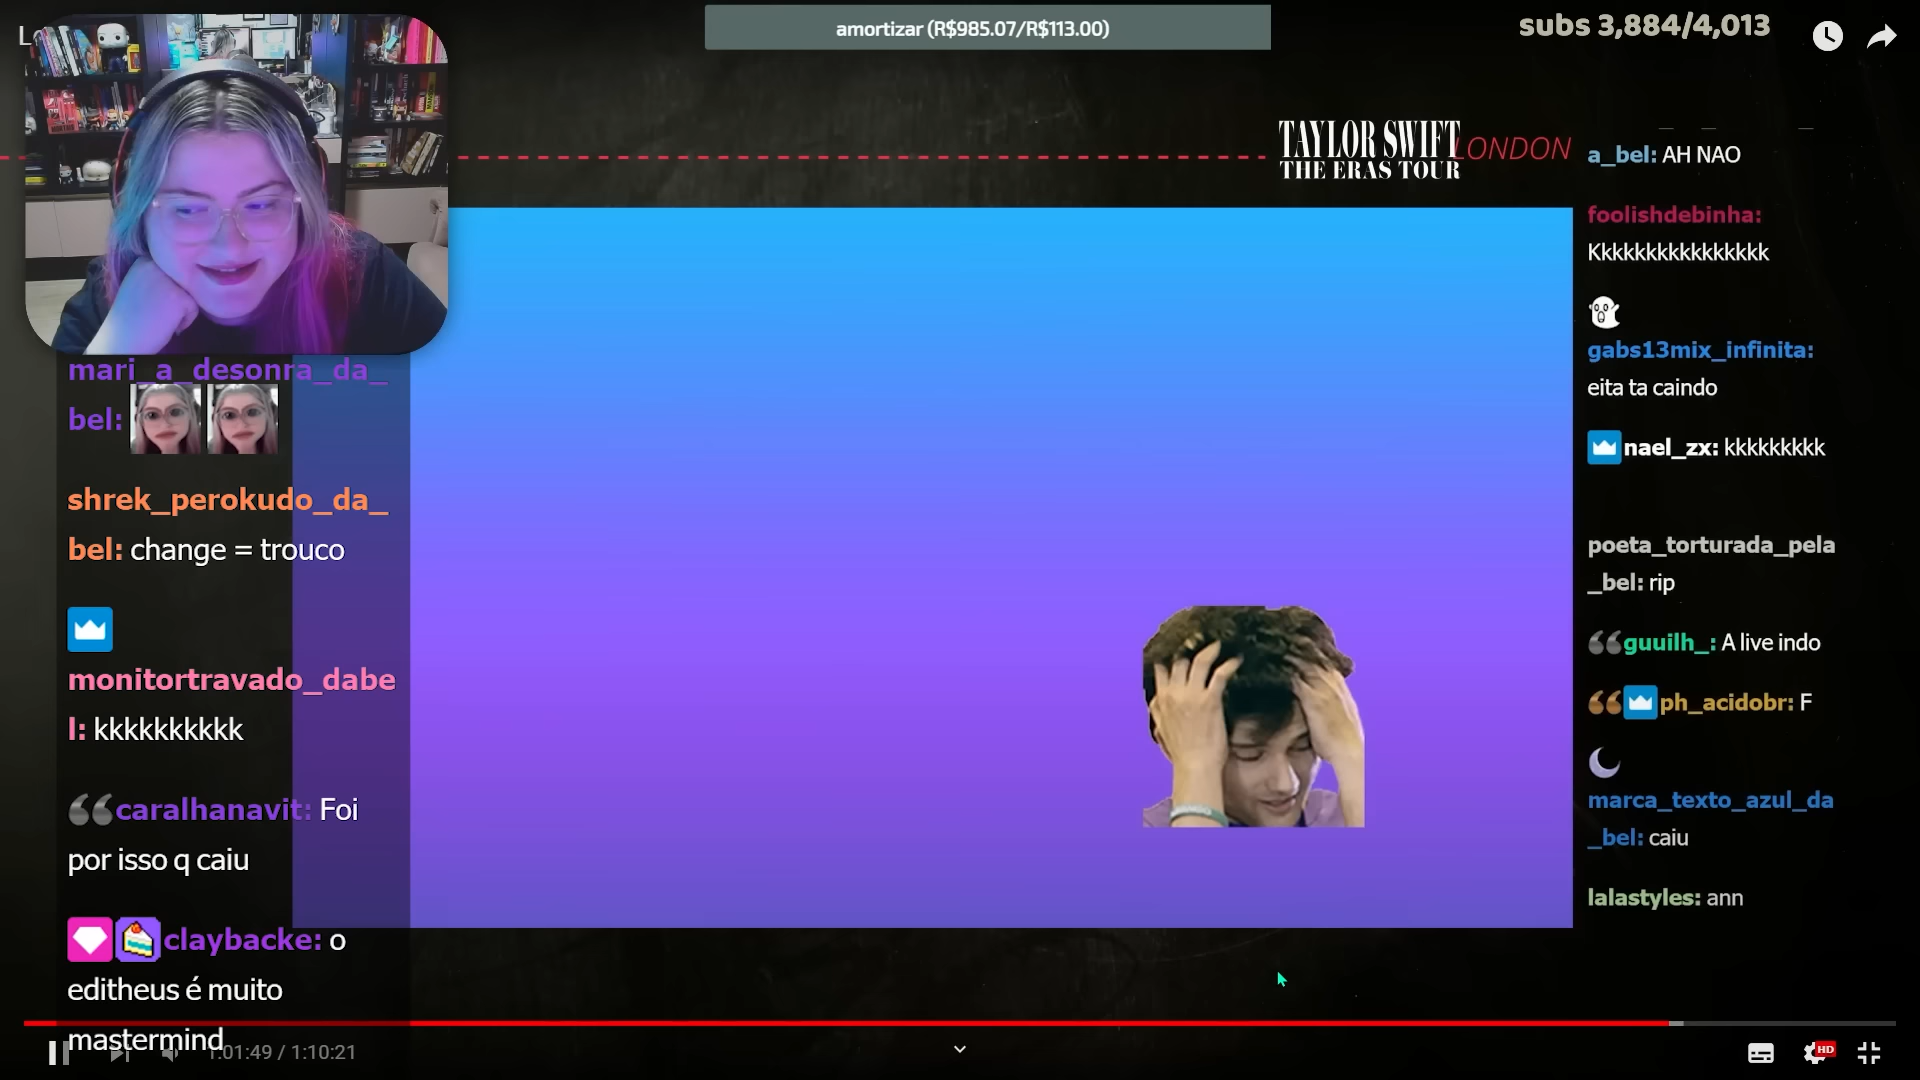 amortizar (R$985.07/R$113.00)
subs 3,884/4,013
TAYLOR SWIFT
THE ERAS TOUR
LONDON
mari_a_desonra_da_
bel:
shrek_perokudo_da_
bel: change = trouco
monitortravado_dabe
l: kkkkkkkkkk
caralhanavit: Foi
por isso q caiu
claybacke: o
editheus é muito
mastermind
1:01:49 / 1:10:21
a_bel: AH NAO
foolishdebinha:
Kkkkkkkkkkkkkkkk
gabs13mix_infinita:
eita ta caindo
nael_zx: kkkkkkkkk
poeta_torturada_pela
_bel: rip
guuilh_: A live indo
ph_acidobr: F
marca_texto_azul_da
_bel: caiu
lalastyles: ann
HD